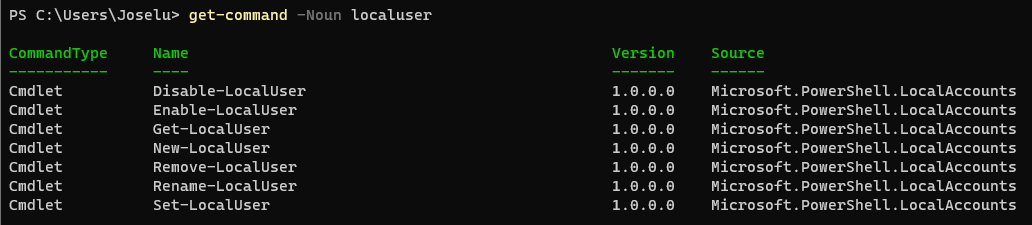 PS C:\Users\Joselu> get-command -Noun localuser
CommandType     Name                                               Version    Source
-----------     ----                                               -------    ------
Cmdlet          Disable-LocalUser                                  1.0.0.0    Microsoft.PowerShell.LocalAccounts
Cmdlet          Enable-LocalUser                                   1.0.0.0    Microsoft.PowerShell.LocalAccounts
Cmdlet          Get-LocalUser                                      1.0.0.0    Microsoft.PowerShell.LocalAccounts
Cmdlet          New-LocalUser                                      1.0.0.0    Microsoft.PowerShell.LocalAccounts
Cmdlet          Remove-LocalUser                                   1.0.0.0    Microsoft.PowerShell.LocalAccounts
Cmdlet          Rename-LocalUser                                   1.0.0.0    Microsoft.PowerShell.LocalAccounts
Cmdlet          Set-LocalUser                                      1.0.0.0    Microsoft.PowerShell.LocalAccounts